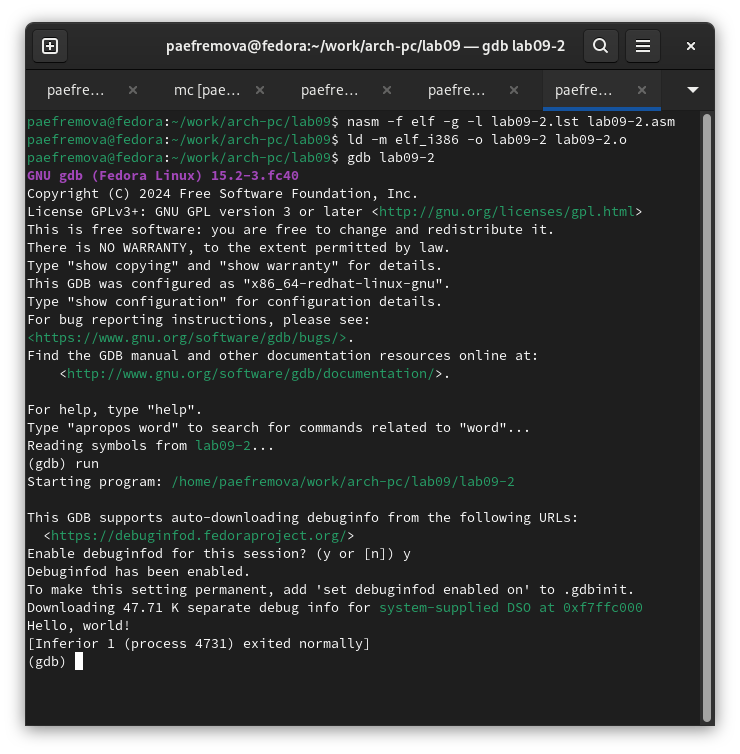 paefremova@fedora:~/work/arch-pc/lab09 — gdb lab09-2
paefre… mc [pae… paefre… paefre… paefre…
paefremova@fedora:~/work/arch-pc/lab09$ nasm -f elf -g -l lab09-2.lst lab09-2.asm
paefremova@fedora:~/work/arch-pc/lab09$ ld -m elf_i386 -o lab09-2 lab09-2.o
paefremova@fedora:~/work/arch-pc/lab09$ gdb lab09-2
GNU gdb (Fedora Linux) 15.2-3.fc40
Copyright (C) 2024 Free Software Foundation, Inc.
License GPLv3+: GNU GPL version 3 or later <http://gnu.org/licenses/gpl.html>
This is free software: you are free to change and redistribute it.
There is NO WARRANTY, to the extent permitted by law.
Type "show copying" and "show warranty" for details.
This GDB was configured as "x86_64-redhat-linux-gnu".
Type "show configuration" for configuration details.
For bug reporting instructions, please see:
<https://www.gnu.org/software/gdb/bugs/>.
Find the GDB manual and other documentation resources online at:
    <http://www.gnu.org/software/gdb/documentation/>.

For help, type "help".
Type "apropos word" to search for commands related to "word"...
Reading symbols from lab09-2...
(gdb) run
Starting program: /home/paefremova/work/arch-pc/lab09/lab09-2

This GDB supports auto-downloading debuginfo from the following URLs:
  <https://debuginfod.fedoraproject.org/>
Enable debuginfod for this session? (y or [n]) y
Debuginfod has been enabled.
To make this setting permanent, add 'set debuginfod enabled on' to .gdbinit.
Downloading 47.71 K separate debug info for system-supplied DSO at 0xf7ffc000
Hello, world!
[Inferior 1 (process 4731) exited normally]
(gdb)